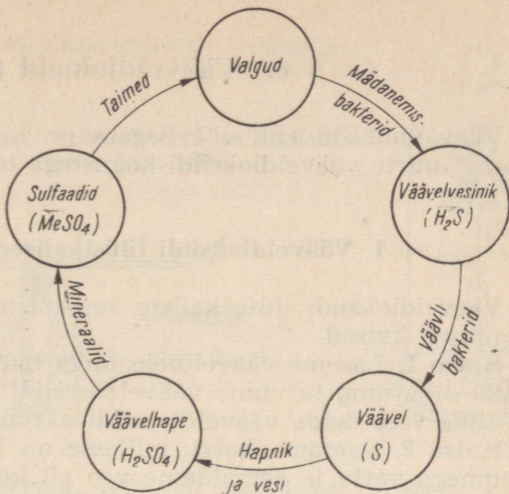 Valgud
Mädanemis-
bakterid
Väävelvesinik
(H₂S)
Väävli
bakterid
Väävel
(S)
Hapnik
ja vesi
Väävelhape
(H₂SO₄)
Mineraalid
Sulfaadid
(MeSO₄)
Taimed